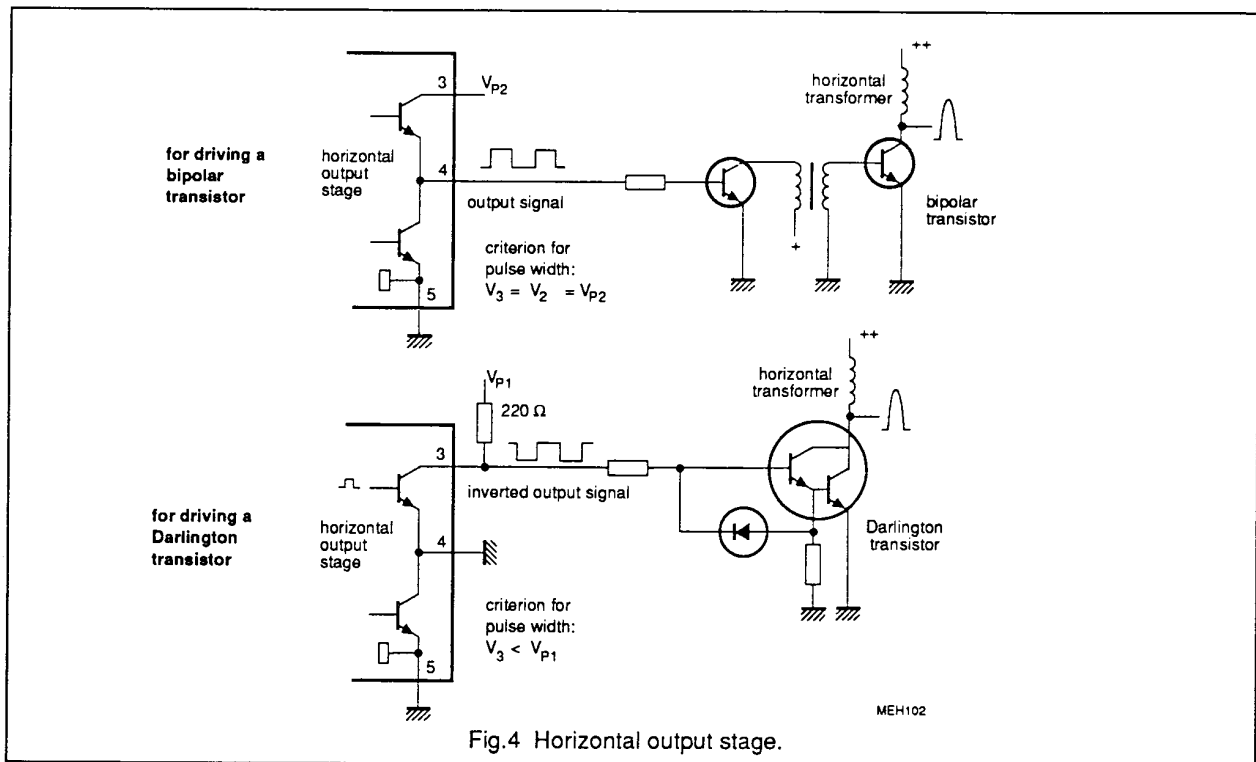 ++
horizontal
transformer
3
V_P2
for driving a
bipolar
transistor
horizontal
output
stage
4
output signal
bipolar
transistor
+
criterion for
pulse width:
V_3 = V_2 = V_P2
5
++
horizontal
transformer
V_P1
220 Ω
3
inverted output signal
for driving a
Darlington
transistor
horizontal
output
stage
4
Darlington
transistor
criterion for
pulse width:
V_3 < V_P1
5
MEH102
Fig.4 Horizontal output stage.